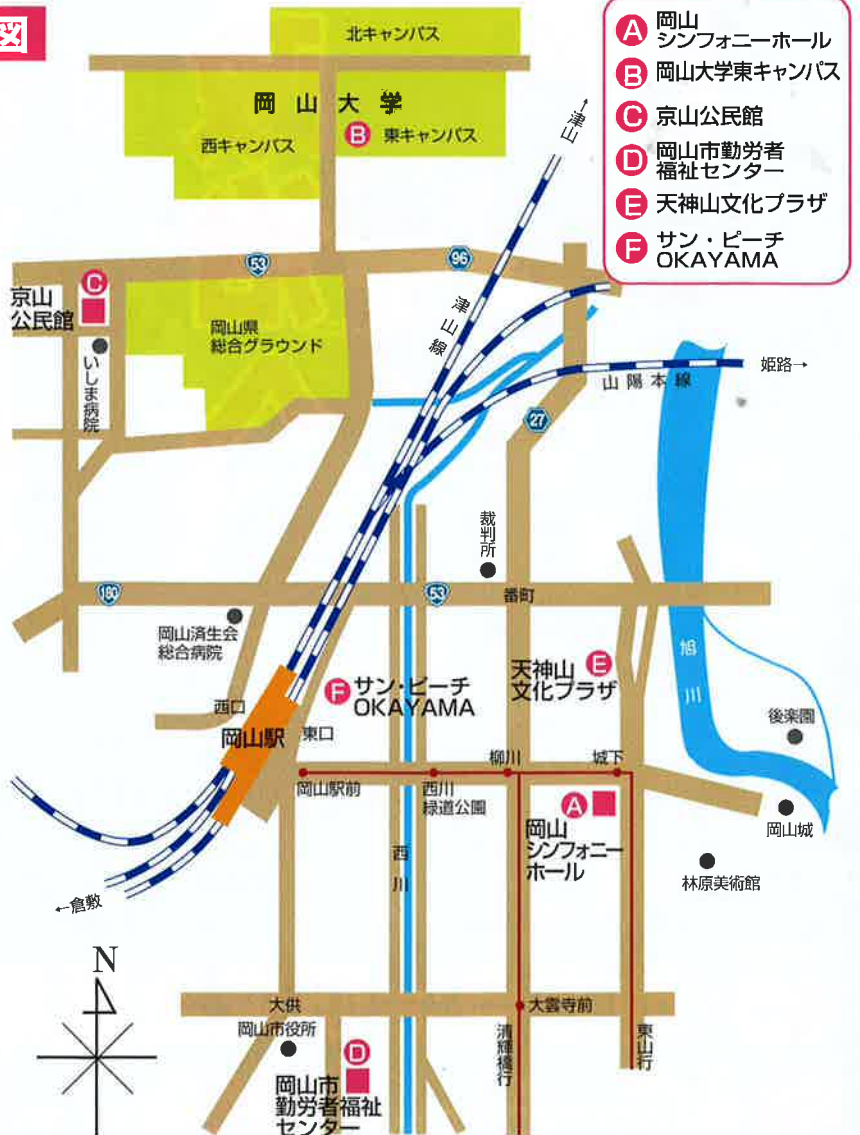 図
A 岡山
シンフォニーホール
B 岡山大学東キャンパス
C 京山公民館
D 岡山市勤労者
福祉センター
E 天神山文化プラザ
F サン・ピーチ
OKAYAMA
北キャンパス
岡山大学
西キャンパス
B 東キャンパス
↑津山
53
96
C
京山
公民館
いしま病院
岡山県
総合グラウンド
津山線
山陽本線
姫路→
27
裁判所
180
53
番町
岡山済生会
総合病院
旭川
F サン・ピーチ
OKAYAMA
天神山
文化プラザ
E
西口
岡山駅
東口
後楽園
岡山駅前
西川
緑道公園
柳川
城下
A
岡山
シンフォニー
ホール
岡山城
西川
林原美術館
←倉敷
N
大供
大雲寺前
岡山市役所
清輝橋行
東山行
D
岡山市
勤労者福祉
センター